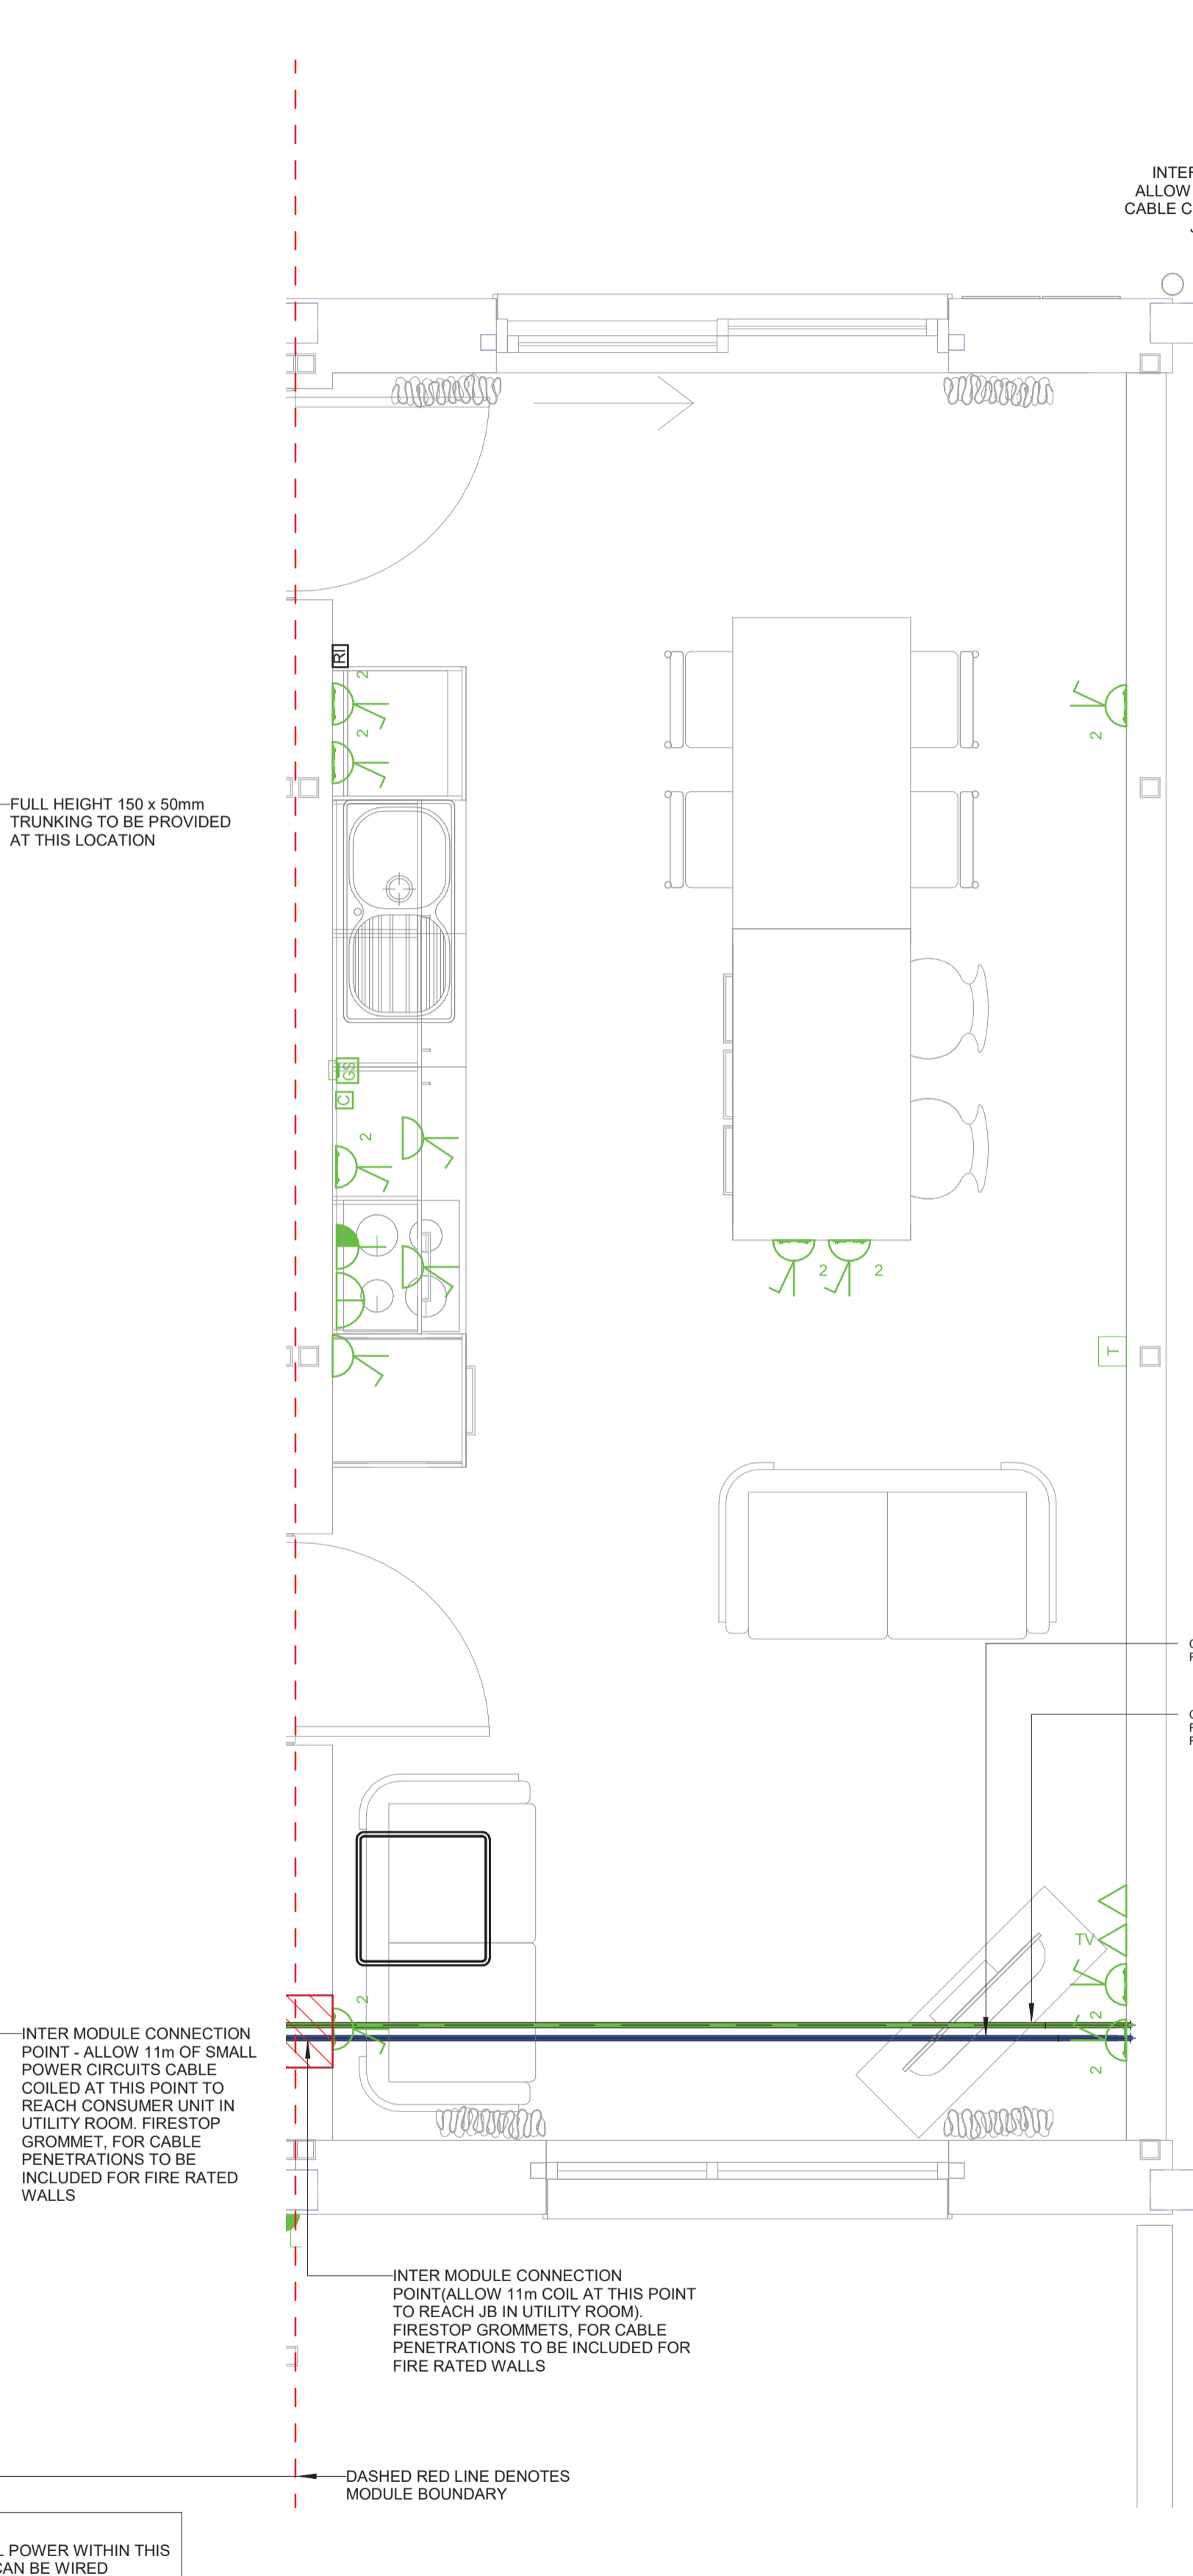 INTER
ALLOW
CABLE C
J
RI
2
2
2
FULL HEIGHT 150 x 50mm
TRUNKING TO BE PROVIDED
AT THIS LOCATION
GS
C
2
2
2
T
TV
2
2
2
INTER MODULE CONNECTION
POINT - ALLOW 11m OF SMALL
POWER CIRCUITS CABLE
COILED AT THIS POINT TO
REACH CONSUMER UNIT IN
UTILITY ROOM. FIRESTOP
GROMMET, FOR CABLE
PENETRATIONS TO BE
INCLUDED FOR FIRE RATED
WALLS
INTER MODULE CONNECTION
POINT(ALLOW 11m COIL AT THIS POINT
TO REACH JB IN UTILITY ROOM).
FIRESTOP GROMMETS, FOR CABLE
PENETRATIONS TO BE INCLUDED FOR
FIRE RATED WALLS
DASHED RED LINE DENOTES
MODULE BOUNDARY
L POWER WITHIN THIS
CAN BE WIRED